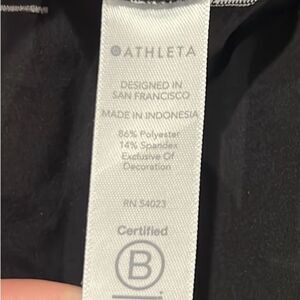 ATHLETA
DESIGNED IN
SAN FRANCISCO
MADE IN INDONESIA
86% Polyester
14% Spandex
Exclusive Of
Decoration
RN 54023
Certified
B